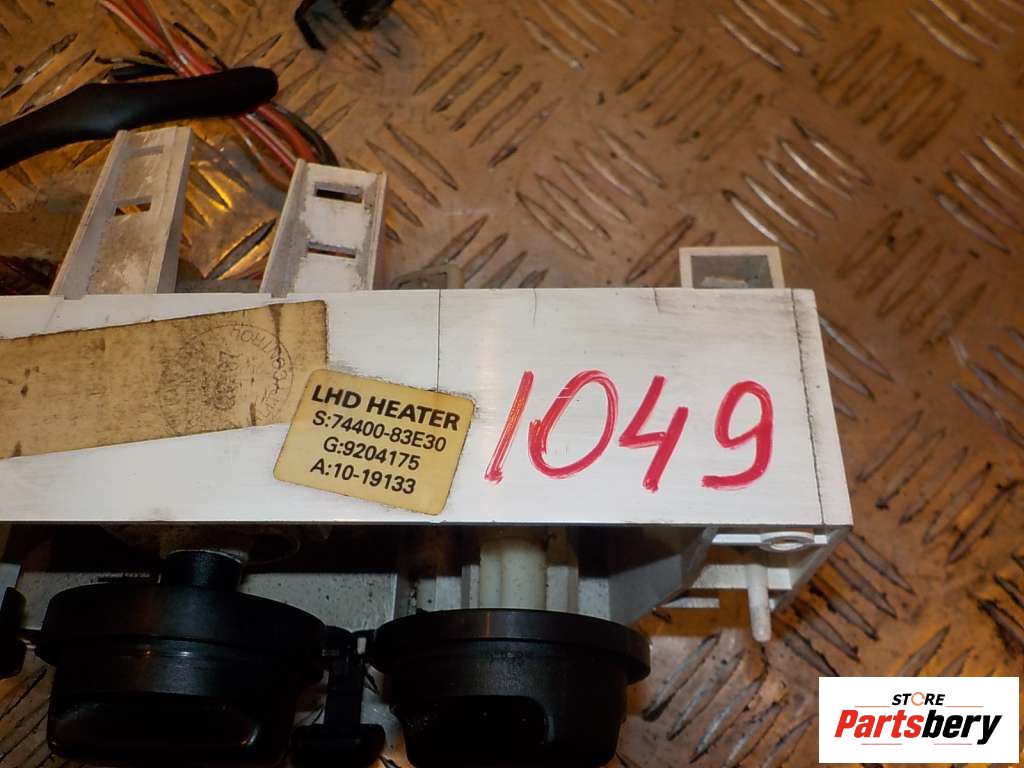 LHD HEATER
S:74400-83E30
G:9204175
A:10-19133
1049
STORE
Partsbery